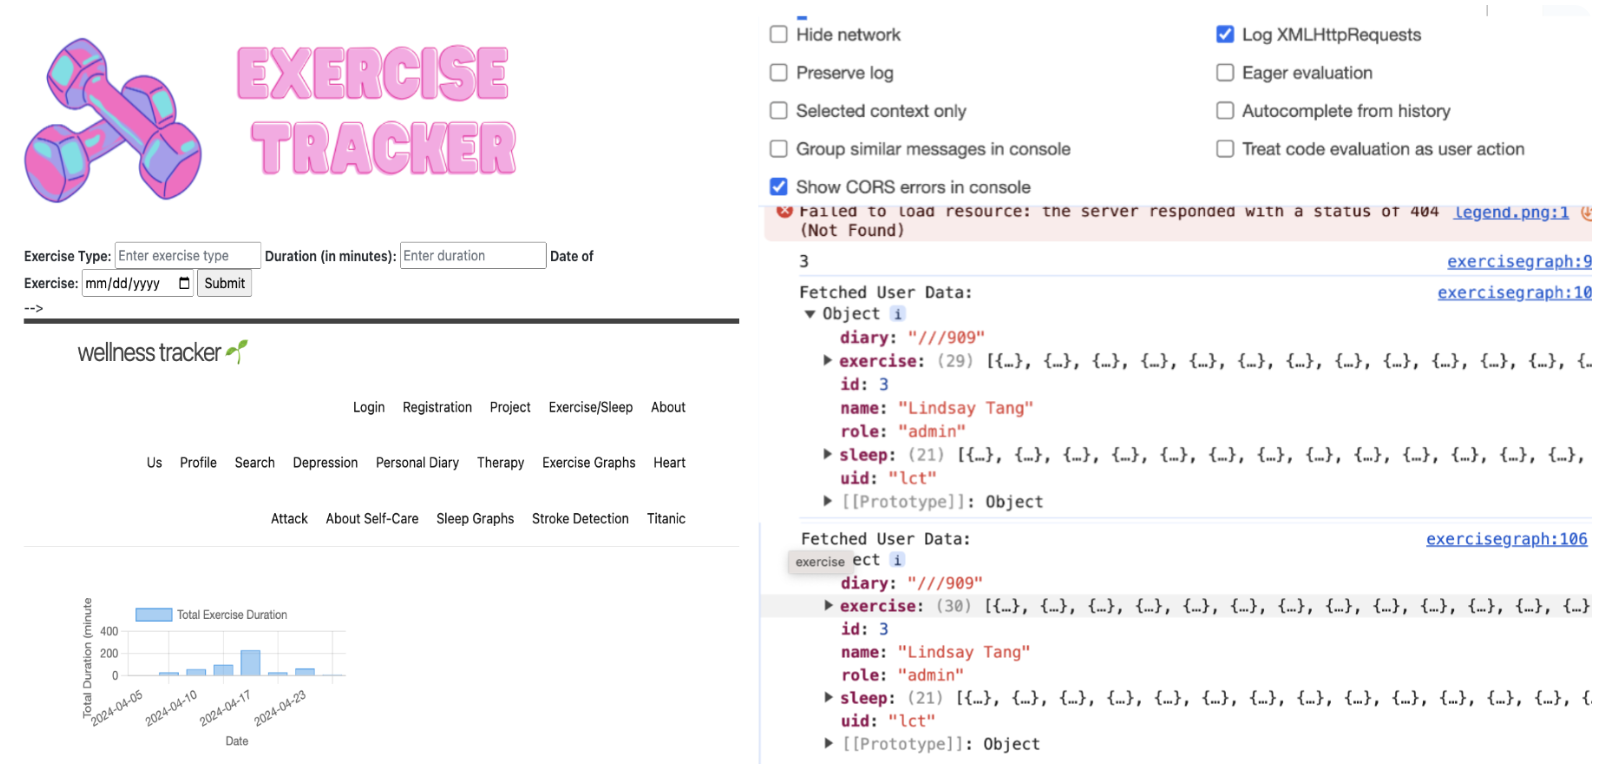 EXERCISE
TRACKER
Exercise Type: Enter exercise type Duration (in minutes): Enter duration Date of
Exercise: mm/dd/yyyy Submit
-->
wellness tracker
Login Registration Project Exercise/Sleep About
Us Profile Search Depression Personal Diary Therapy Exercise Graphs Heart
Attack About Self-Care Sleep Graphs Stroke Detection Titanic
Total Exercise Duration
Total Duration (minute
400
200
0
2024-04-05 2024-04-10 2024-04-17 2024-04-23
Date
Hide network Log XMLHttpRequests
Preserve log Eager evaluation
Selected context only Autocomplete from history
Group similar messages in console Treat code evaluation as user action
Show CORS errors in console
Failed to load resource: the server responded with a status of 404 legend.png:1
(Not Found)
3 exercisegraph:9
Fetched User Data: exercisegraph:10
Object i
diary: "///909"
exercise: (29) [{…}, {…}, {…}, {…}, {…}, {…}, {…}, {…}, {…}, {…}, {…}, {…}, {…
id: 3
name: "Lindsay Tang"
role: "admin"
sleep: (21) [{…}, {…}, {…}, {…}, {…}, {…}, {…}, {…}, {…}, {…}, {…}, {…}, {…},
uid: "lct"
[[Prototype]]: Object
Fetched User Data: exercisegraph:106
exercise ect i
diary: "///909"
exercise: (30) [{…}, {…}, {…}, {…}, {…}, {…}, {…}, {…}, {…}, {…}, {…}, {…}, {…}
id: 3
name: "Lindsay Tang"
role: "admin"
sleep: (21) [{…}, {…}, {…}, {…}, {…}, {…}, {…}, {…}, {…}, {…}, {…}, {…}, {…}, {.
uid: "lct"
[[Prototype]]: Object